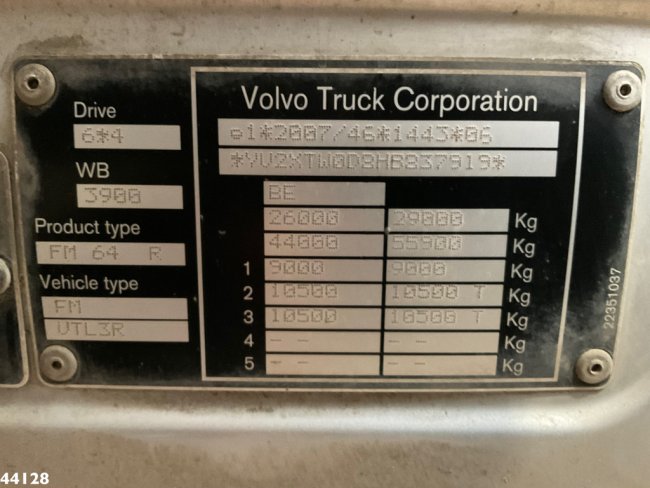 Drive
6*4
WB
3900
Product type
FM 64 R
Vehicle type
FM
VTL3R
Volvo Truck Corporation
e1*2007/46*1443*06
*YV2XTW0D8HB837919*
BE
26000 29000 Kg
44000 55900 Kg
1 9000 9000 Kg
2 10500 10500 T Kg
3 10500 10500 T Kg
4 -- -- Kg
5 -- -- Kg
22351037
44128